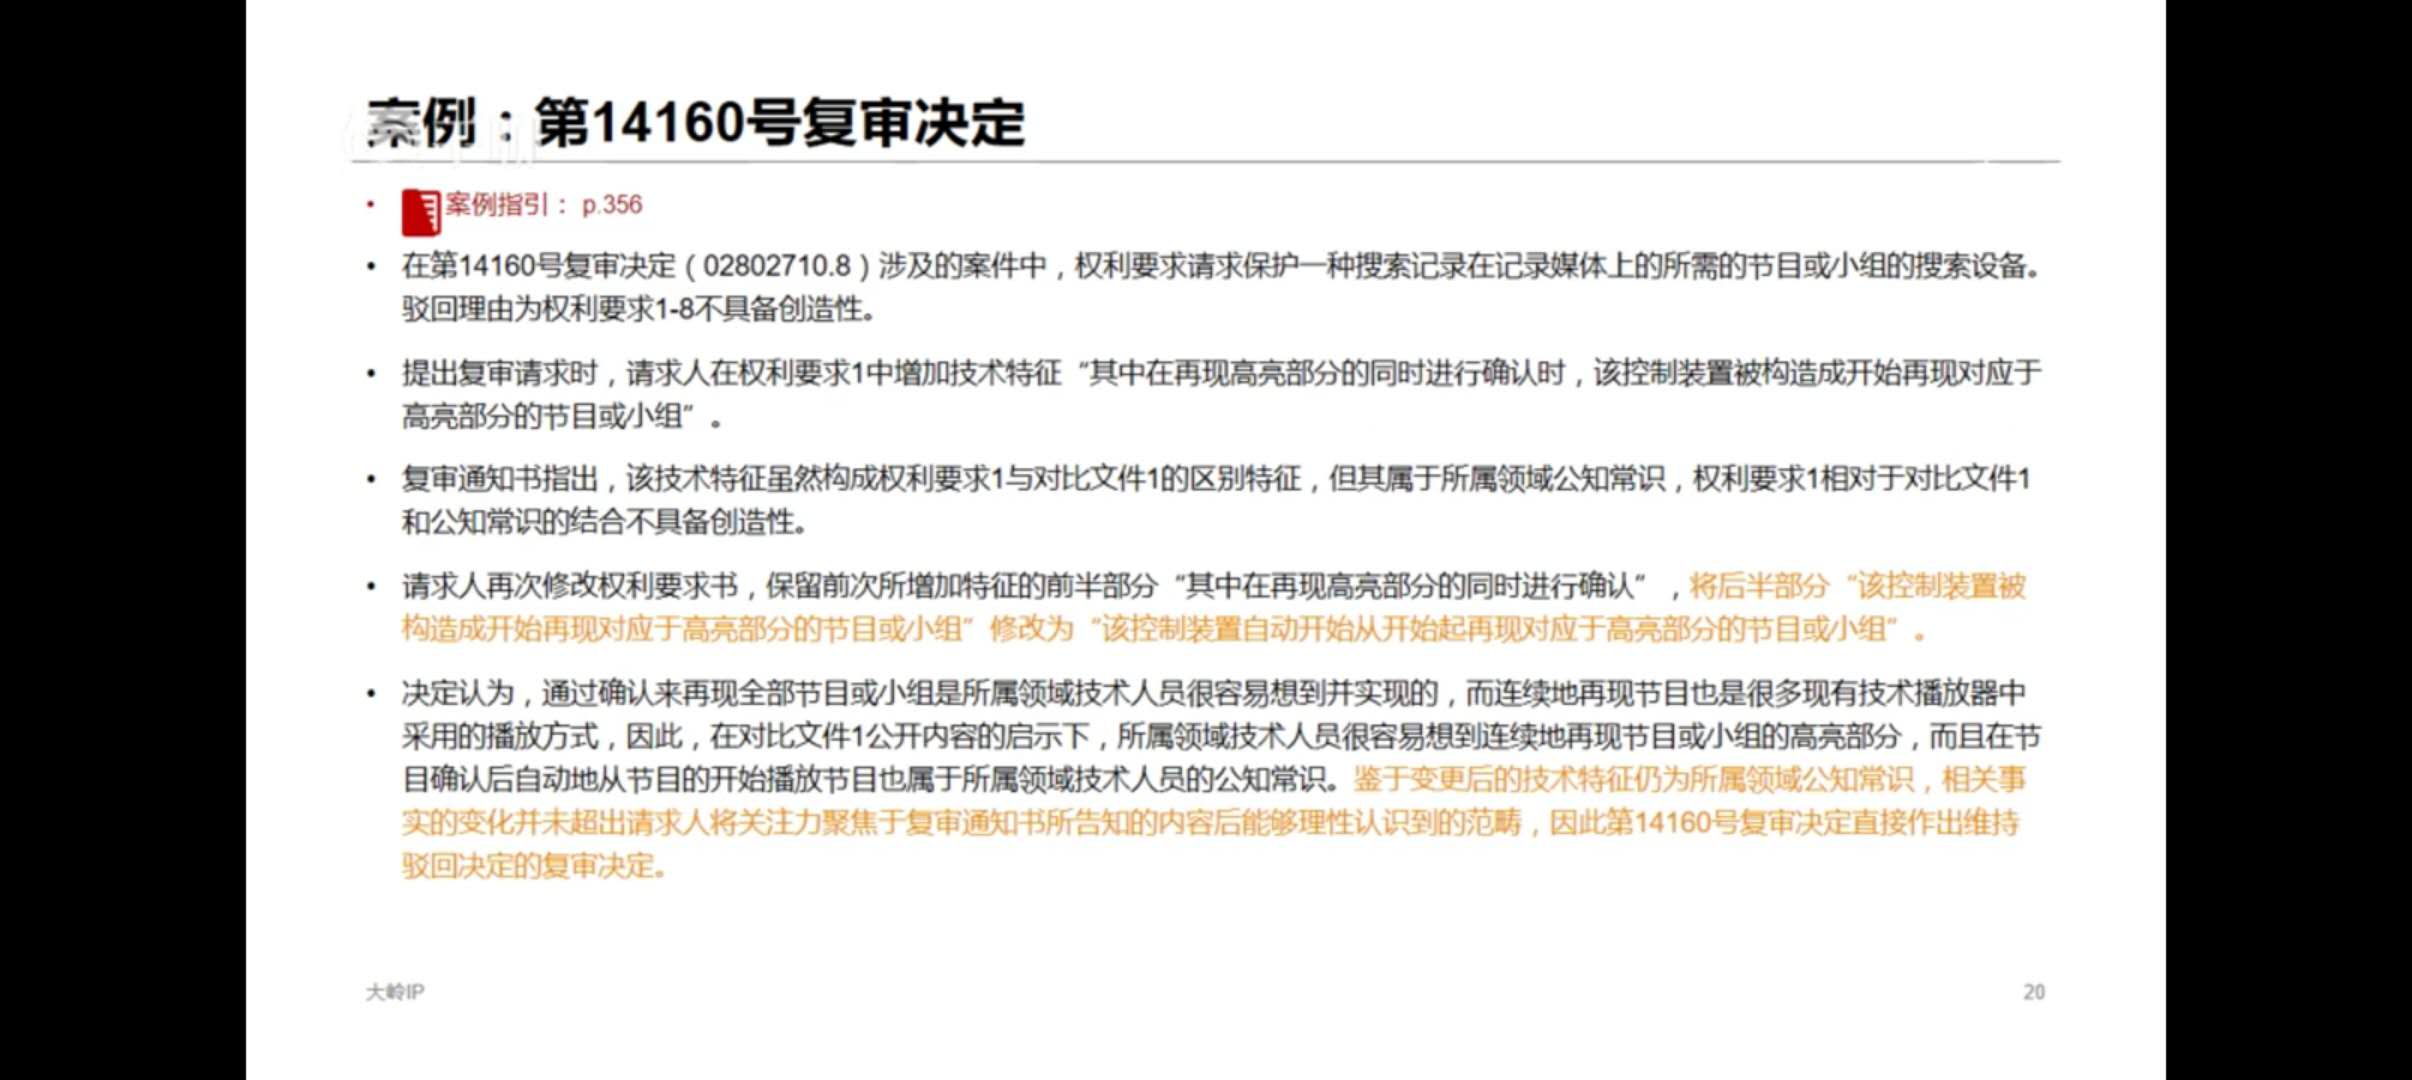 案例：第14160号复审决定
• 案例指引： p.356
• 在第14160号复审决定（02802710.8）涉及的案件中，权利要求请求保护一种搜索记录在记录媒体上的所需的节目或小组的搜索设备。
驳回理由为权利要求1-8不具备创造性。
• 提出复审请求时，请求人在权利要求1中增加技术特征“其中在再现高亮部分的同时进行确认时，该控制装置被构造成开始再现对应于
高亮部分的节目或小组”。
• 复审通知书指出，该技术特征虽然构成权利要求1与对比文件1的区别特征，但其属于所属领域公知常识，权利要求1相对于对比文件1
和公知常识的结合不具备创造性。
• 请求人再次修改权利要求书，保留前次所增加特征的前半部分“其中在再现高亮部分的同时进行确认”，将后半部分“该控制装置被
构造成开始再现对应于高亮部分的节目或小组”修改为“该控制装置自动开始从开始起再现对应于高亮部分的节目或小组”。
• 决定认为，通过确认来再现全部节目或小组是所属领域技术人员很容易想到并实现的，而连续地再现节目也是很多现有技术播放器中
采用的播放方式，因此，在对比文件1公开内容的启示下，所属领域技术人员很容易想到连续地再现节目或小组的高亮部分，而且在节
目确认后自动地从节目的开始播放节目也属于所属领域技术人员的公知常识。鉴于变更后的技术特征仍为所属领域公知常识，相关事
实的变化并未超出请求人将关注力聚焦于复审通知书所告知的内容后能够理性认识到的范畴，因此第14160号复审决定直接作出维持
驳回决定的复审决定。
大岭IP
20